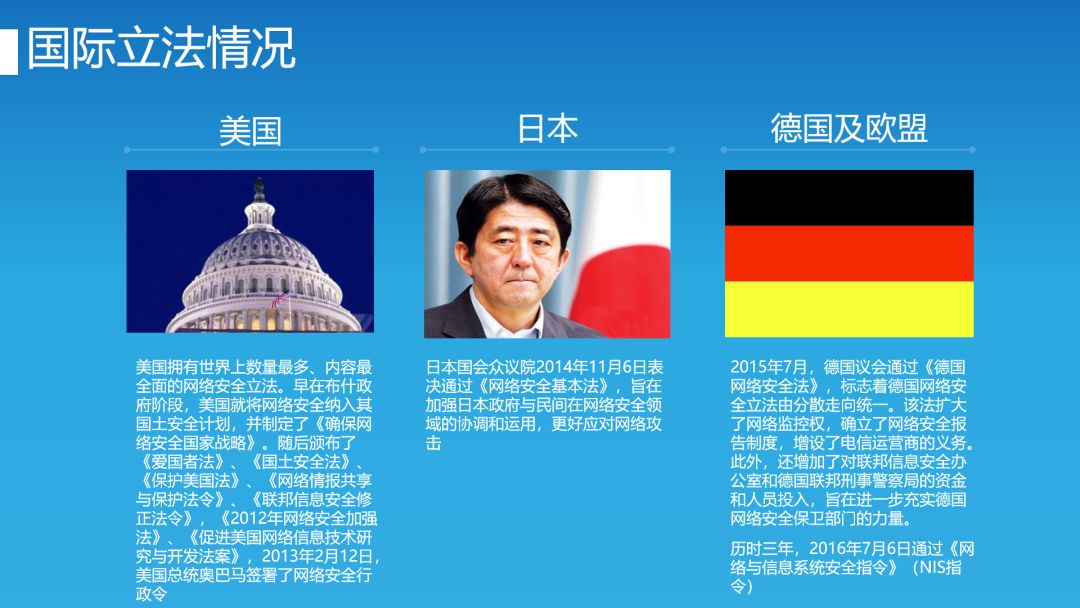 国际立法情况
美国
美国拥有世界上数量最多、内容最
全面的网络安全立法。早在布什政
府阶段，美国就将网络安全纳入其
国土安全计划，并制定了《确保网
络安全国家战略》。随后颁布了
《爱国者法》、《国土安全法》、
《保护美国法》、《网络情报共享
与保护法令》、《联邦信息安全修
正法令》，《2012年网络安全加强
法》、《促进美国网络信息技术研
究与开发法案》，2013年2月12日，
美国总统奥巴马签署了网络安全行
政令
日本
日本国会众议院2014年11月6日表
决通过《网络安全基本法》，旨在
加强日本政府与民间在网络安全领
域的协调和运用，更好应对网络攻
击
德国及欧盟
2015年7月，德国议会通过《德国
网络安全法》，标志着德国网络安
全立法由分散走向统一。该法扩大
了网络监控权，确立了网络安全报
告制度，增设了电信运营商的义务。
此外，还增加了对联邦信息安全办
公室和德国联邦刑事警察局的资金
和人员投入，旨在进一步充实德国
网络安全保卫部门的力量。
历时三年，2016年7月6日通过《网
络与信息系统安全指令》（NIS指
令）